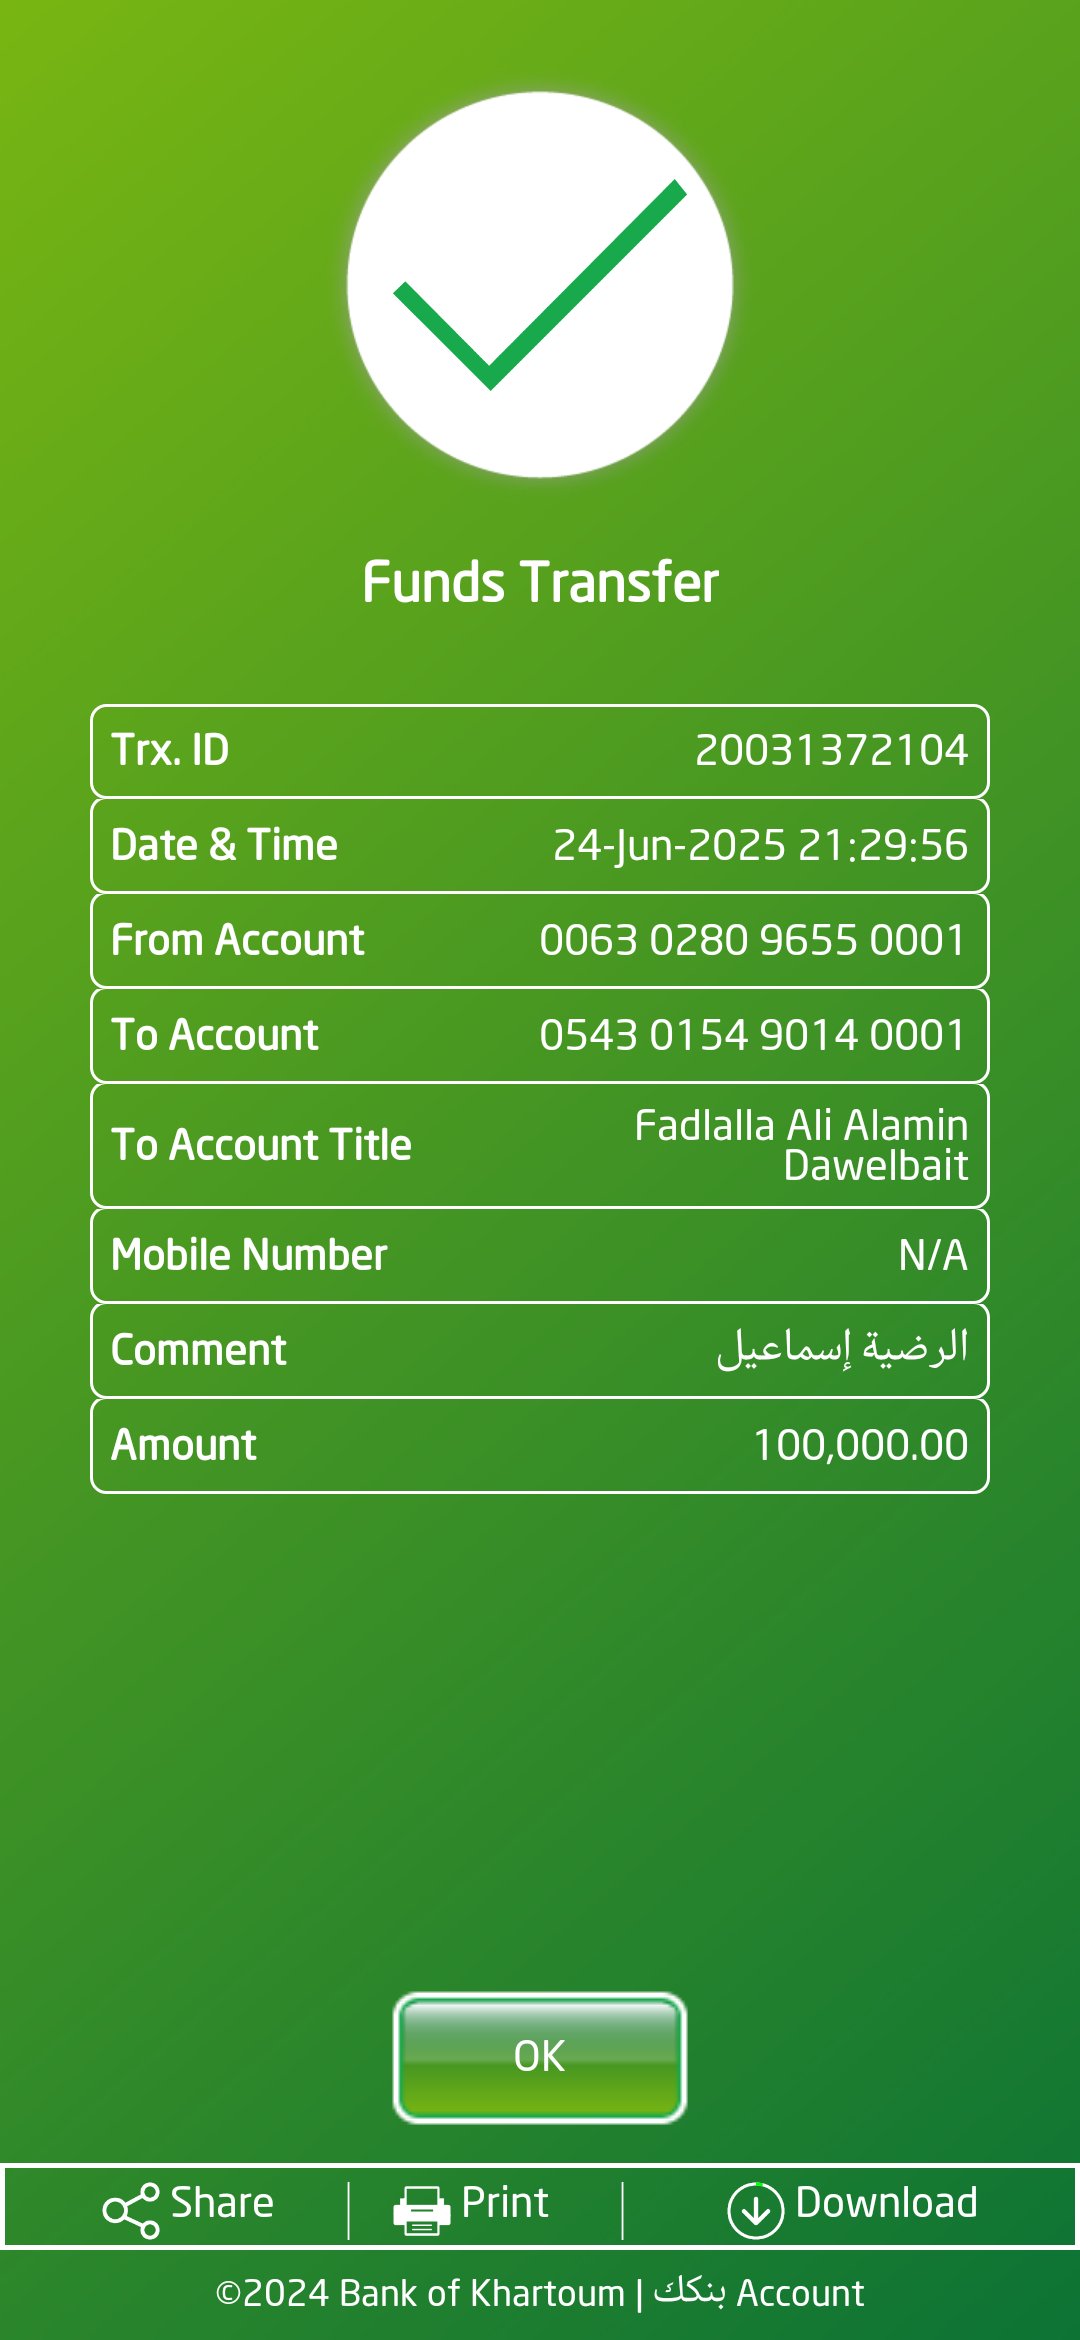 Funds Transfer
Trx. ID 20031372104
Date & Time 24-Jun-2025 21:29:56
From Account 0063 0280 9655 0001
To Account 0543 0154 9014 0001
To Account Title Fadlalla Ali Alamin
Dawelbait
Mobile Number N/A
Comment الرضية إسماعيل
Amount 100,000.00
OK
Share Print Download
©2024 Bank of Khartoum | بنكك Account